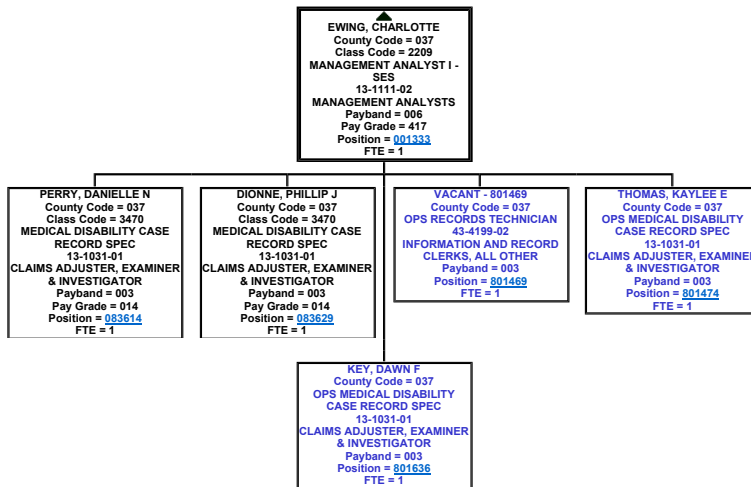 EWING, CHARLOTTE
County Code = 037
Class Code = 2209
MANAGEMENT ANALYST I -
SES
13-1111-02
MANAGEMENT ANALYSTS
Payband = 006
Pay Grade = 417
Position = 001333
FTE = 1
PERRY, DANIELLE N
County Code = 037
Class Code = 3470
MEDICAL DISABILITY CASE
RECORD SPEC
13-1031-01
CLAIMS ADJUSTER, EXAMINER
& INVESTIGATOR
Payband = 003
Pay Grade = 014
Position = 083614
FTE = 1
DIONNE, PHILLIP J
County Code = 037
Class Code = 3470
MEDICAL DISABILITY CASE
RECORD SPEC
13-1031-01
CLAIMS ADJUSTER, EXAMINER
& INVESTIGATOR
Payband = 003
Pay Grade = 014
Position = 083629
FTE = 1
VACANT - 801469
County Code = 037
OPS RECORDS TECHNICIAN
43-4199-02
INFORMATION AND RECORD
CLERKS, ALL OTHER
Payband = 003
Position = 801469
FTE = 1
THOMAS, KAYLEE E
County Code = 037
OPS MEDICAL DISABILITY
CASE RECORD SPEC
13-1031-01
CLAIMS ADJUSTER, EXAMINER
& INVESTIGATOR
Payband = 003
Position = 801474
FTE = 1
KEY, DAWN F
County Code = 037
OPS MEDICAL DISABILITY
CASE RECORD SPEC
13-1031-01
CLAIMS ADJUSTER, EXAMINER
& INVESTIGATOR
Payband = 003
Position = 801636
FTE = 1